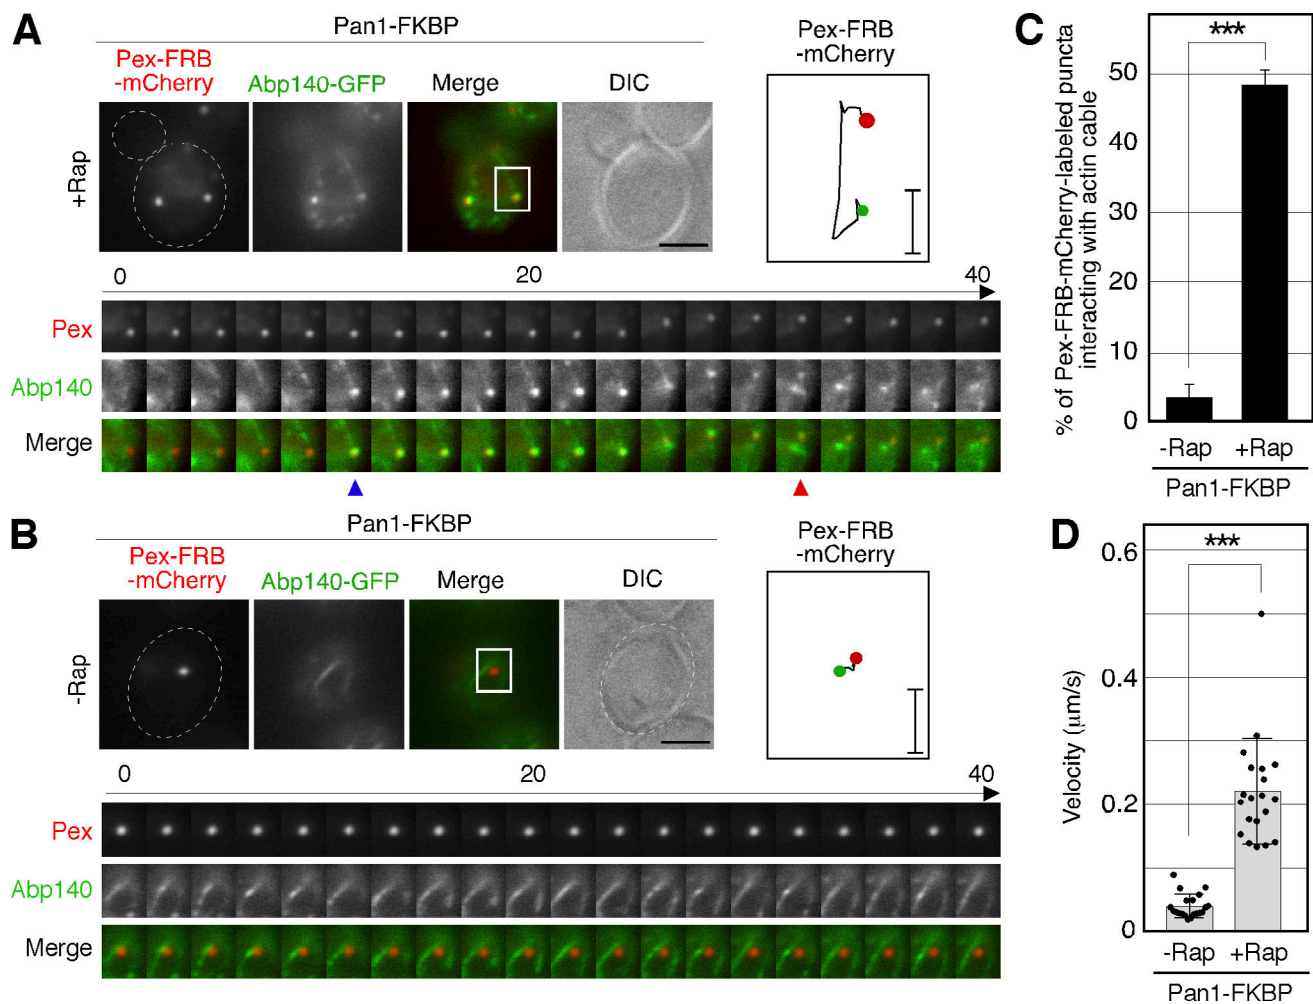 A
Pan1-FKBP
Pex-FRB
-mCherry
Abp140-GFP
Merge
DIC
Pex-FRB
-mCherry
+Rap
0
20
40
Pex
Abp140
Merge
B
Pan1-FKBP
Pex-FRB
-mCherry
Abp140-GFP
Merge
DIC
Pex-FRB
-mCherry
-Rap
0
20
40
Pex
Abp140
Merge
C
% of Pex-FRB-mCherry-labeled puncta
interacting with actin cable
***
50
40
30
20
10
0
-Rap
+Rap
Pan1-FKBP
D
Velocity (μm/s)
***
0.6
0.4
0.2
0
-Rap
+Rap
Pan1-FKBP